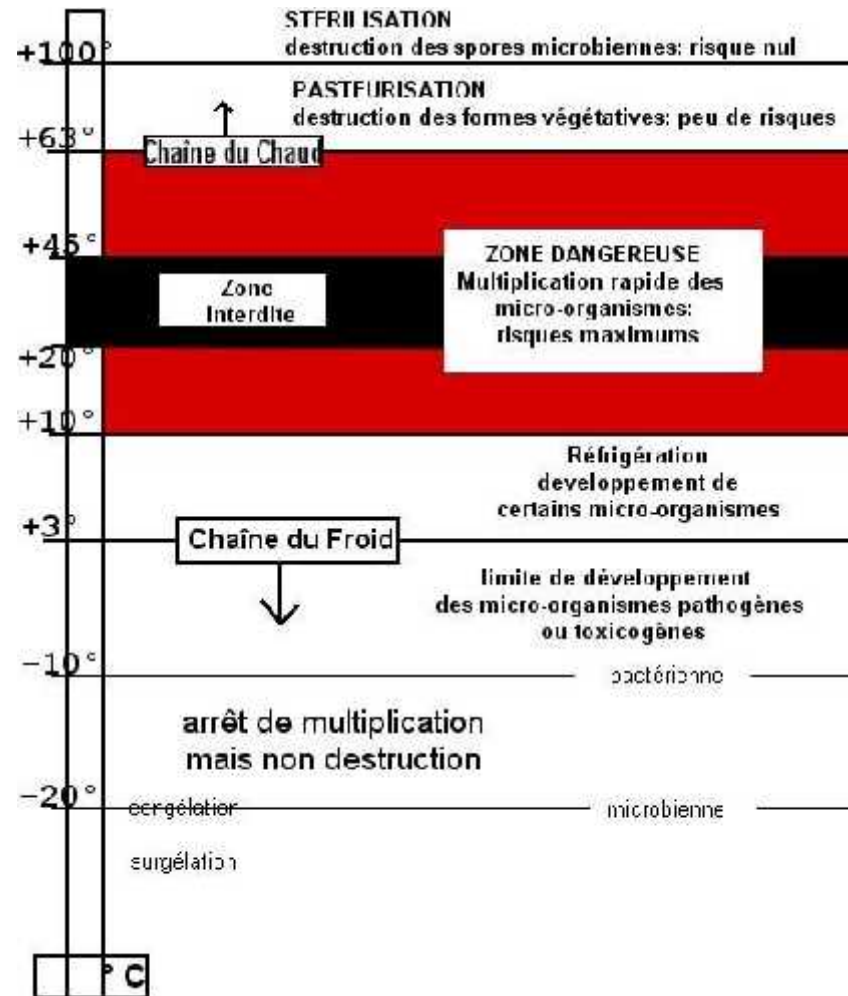 STERILISATION
destruction des spores microbiennes: risque nul
+100°
PASTEURISATION
destruction des formes végétatives: peu de risques
+63°
Chaîne du Chaud
+45°
ZONE DANGEREUSE
Multiplication rapide des
micro-organismes:
risques maximums
Zone
Interdite
+20°
+10°
Réfrigération
developpement de
certains micro-organismes
+3°
Chaîne du Froid
limite de développement
des micro-organismes pathogènes
ou toxicogènes
-10°
bactérienne
arrêt de multiplication
mais non destruction
-20°
congélation
microbienne
surgélation
° C